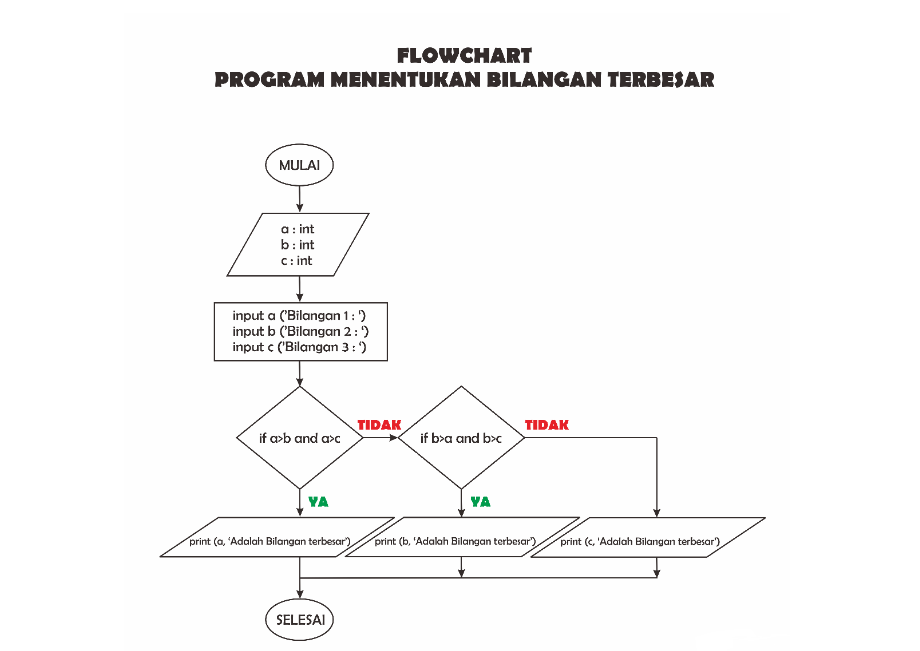 FLOWCHART
PROGRAM MENENTUKAN BILANGAN TERBESAR
MULAI
a : int
b : int
c : int
input a ('Bilangan 1 : ')
input b ('Bilangan 2 : ')
input c ('Bilangan 3 : ')
if a>b and a>c
TIDAK
if b>a and b>c
TIDAK
YA
YA
print (a, 'Adalah Bilangan terbesar')
print (b, 'Adalah Bilangan terbesar')
print (c, 'Adalah Bilangan terbesar')
SELESAI